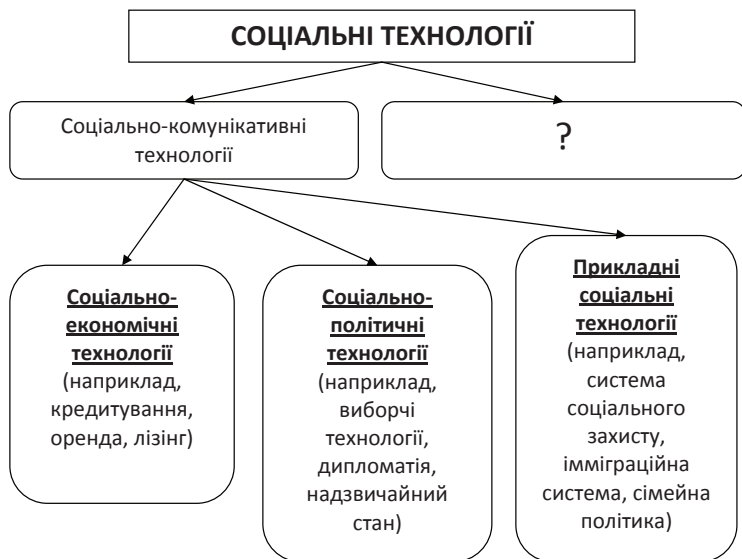 СОЦІАЛЬНІ ТЕХНОЛОГІЇ
Соціально-комунікативні
технології
?
Соціально-
економічні
технології
(наприклад,
кредитування,
оренда, лізінг)
Соціально-
політичні
технології
(наприклад,
виборчі
технології,
дипломатія,
надзвичайний
стан)
Прикладні
соціальні
технології
(наприклад,
система
соціального
захисту,
імміграційна
система, сімейна
політика)